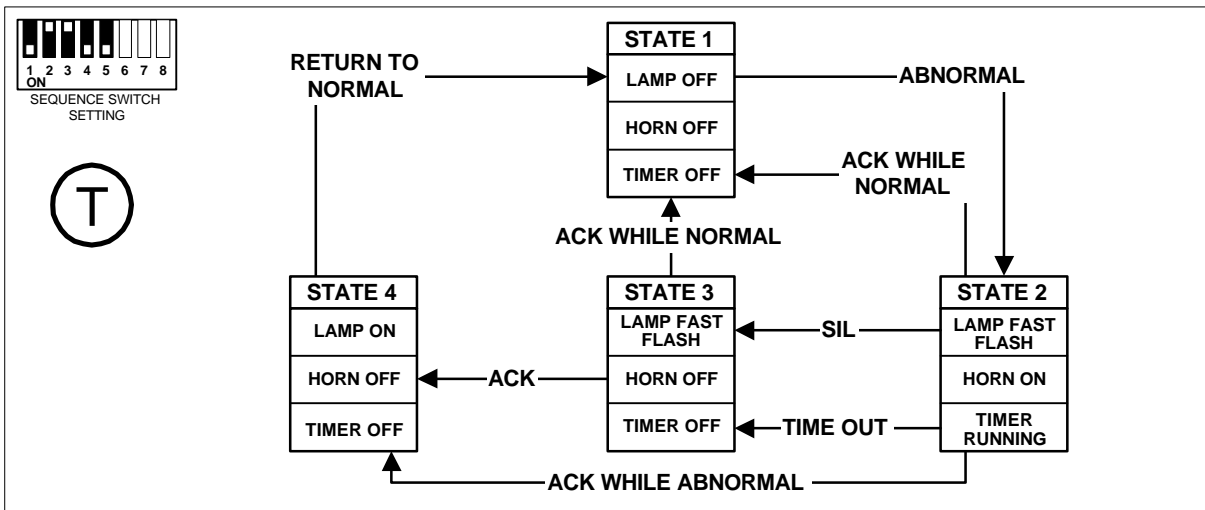 1 2 3 4 5 6 7 8
ON
SEQUENCE SWITCH
SETTING
T
RETURN TO
NORMAL
STATE 1
LAMP OFF
HORN OFF
TIMER OFF
ABNORMAL
ACK WHILE
NORMAL
ACK WHILE NORMAL
STATE 4
LAMP ON
HORN OFF
TIMER OFF
STATE 3
LAMP FAST
FLASH
HORN OFF
TIMER OFF
STATE 2
LAMP FAST
FLASH
HORN ON
TIMER
RUNNING
SIL
ACK
TIME OUT
ACK WHILE ABNORMAL